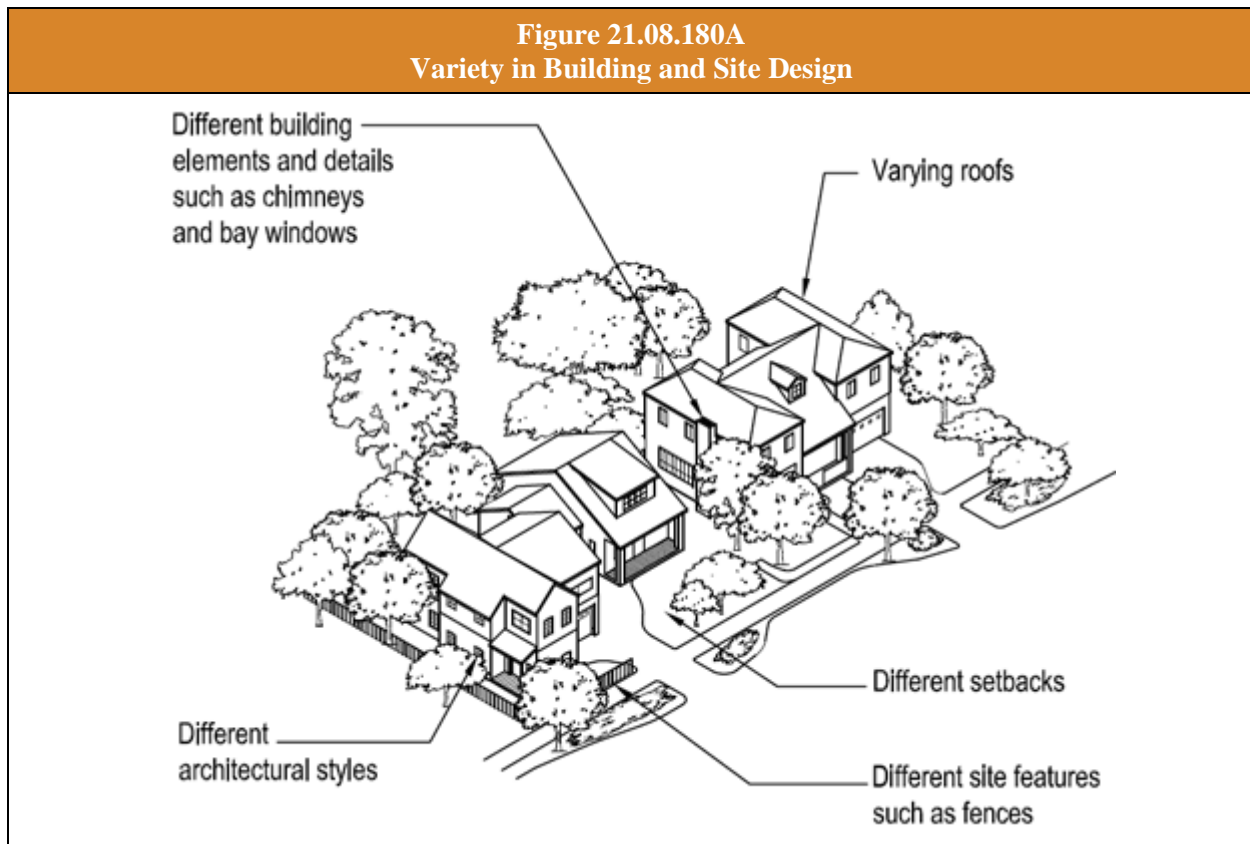 Figure 21.08.180A
Variety in Building and Site Design
Different building
elements and details
such as chimneys
and bay windows
Varying roofs
Different setbacks
Different
architectural styles
Different site features
such as fences